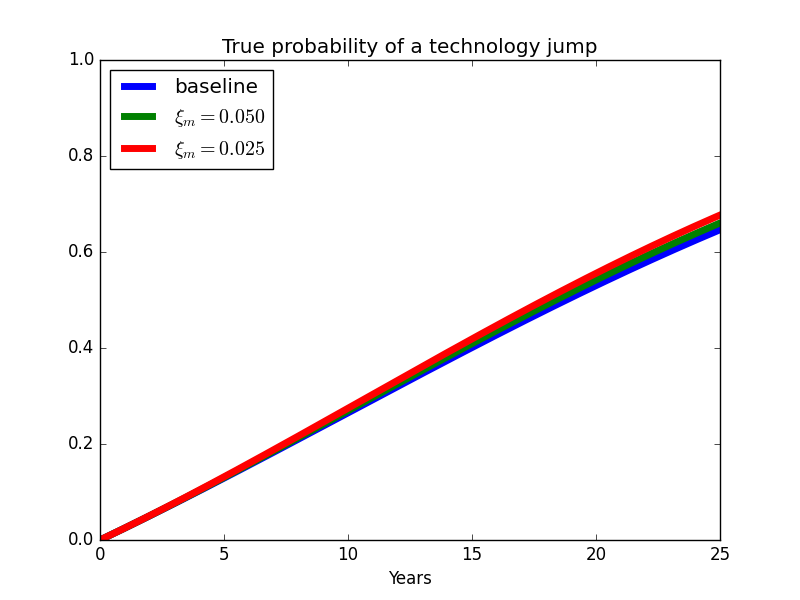 True probability of a technology jump
1.0
baseline
ξm = 0.050
ξm = 0.025
0.8
0.6
0.4
0.2
0.0
0 5 10 15 20 25
Years